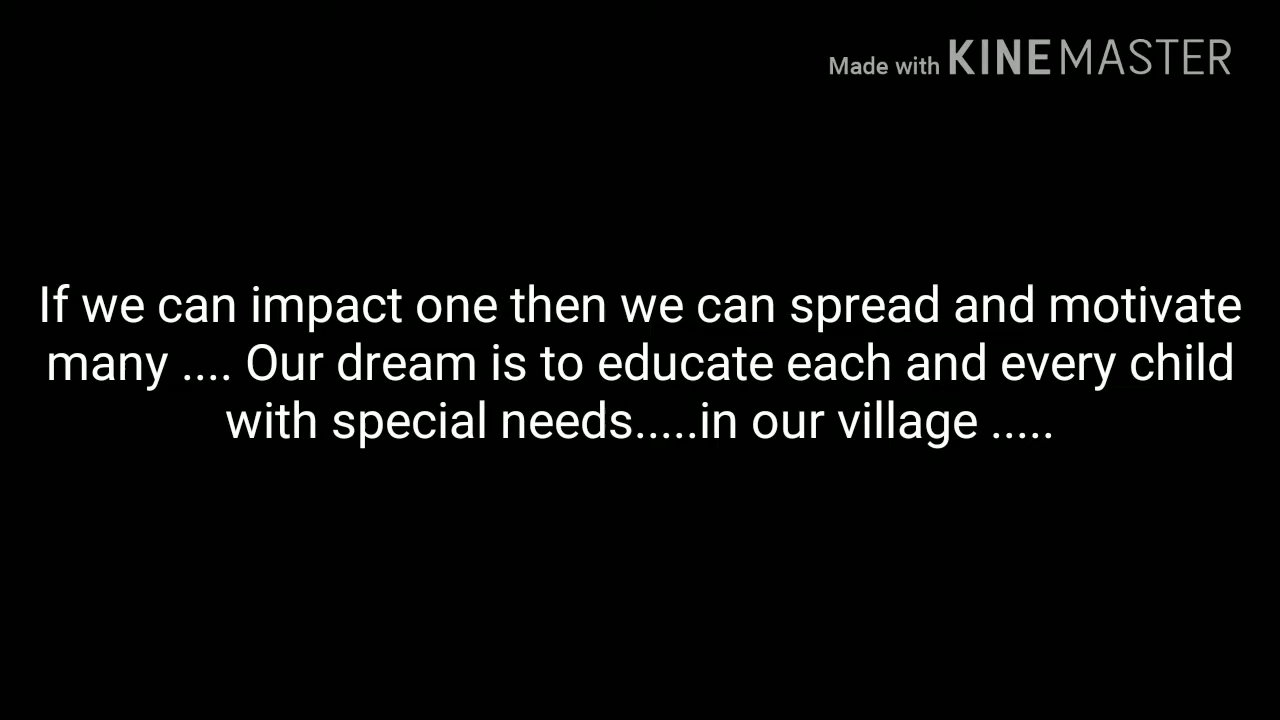 Made with KINEMASTER
If we can impact one then we can spread and motivate
many .... Our dream is to educate each and every child
with special needs.....in our village .....